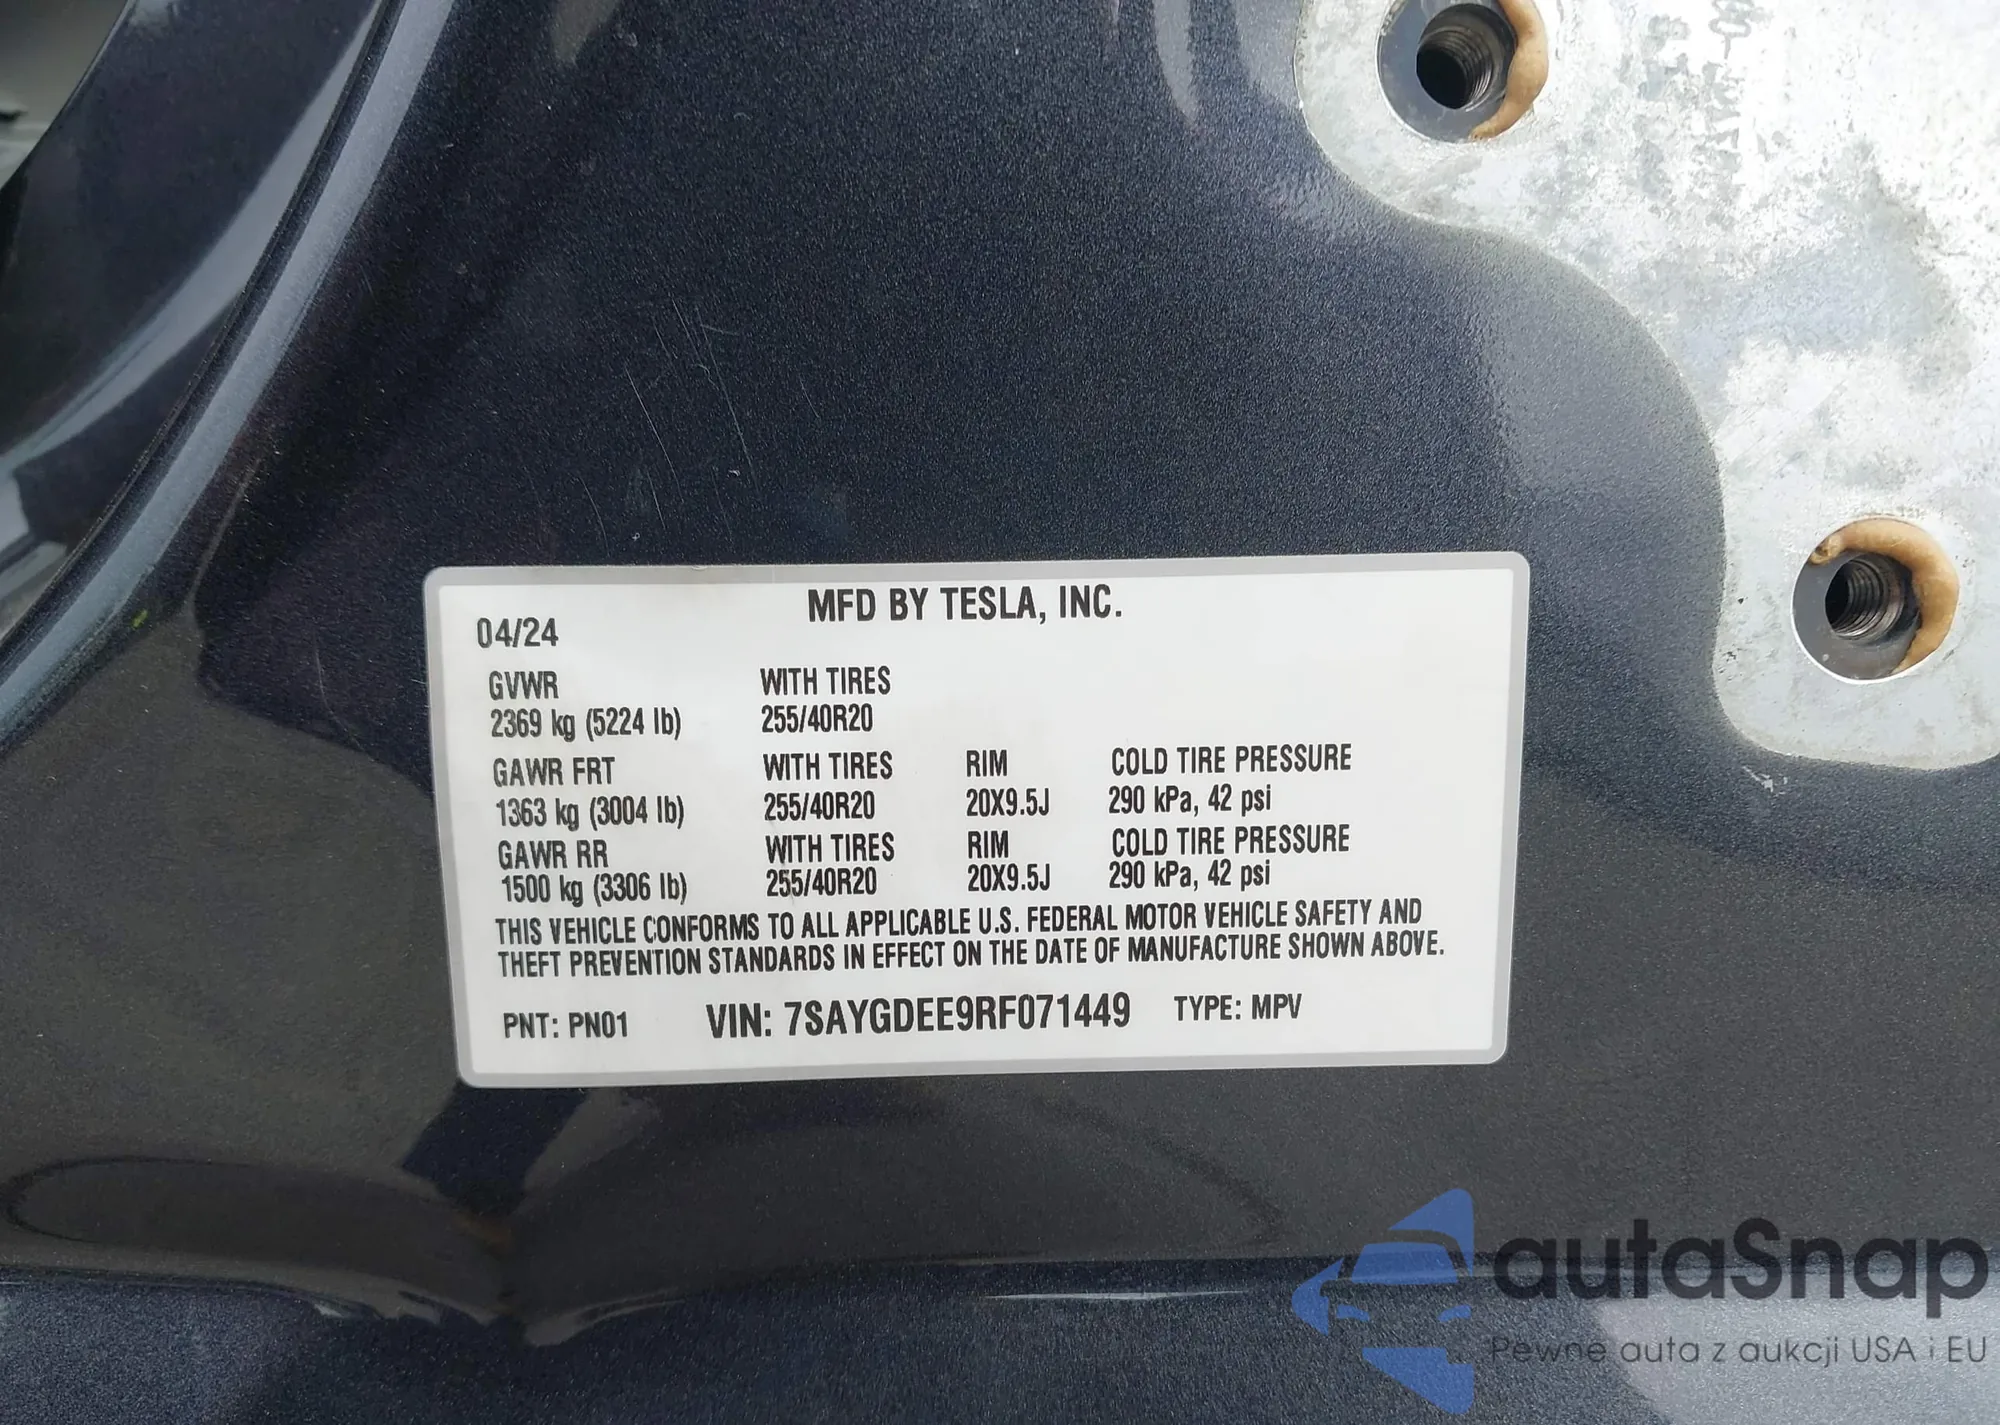 MFD BY TESLA, INC.
04/24
GVWR WITH TIRES
2369 kg (5224 lb) 255/40R20
GAWR FRT WITH TIRES RIM COLD TIRE PRESSURE
1363 kg (3004 lb) 255/40R20 20X9.5J 290 kPa, 42 psi
GAWR RR WITH TIRES RIM COLD TIRE PRESSURE
1500 kg (3306 lb) 255/40R20 20X9.5J 290 kPa, 42 psi
THIS VEHICLE CONFORMS TO ALL APPLICABLE U.S. FEDERAL MOTOR VEHICLE SAFETY AND
THEFT PREVENTION STANDARDS IN EFFECT ON THE DATE OF MANUFACTURE SHOWN ABOVE.
PNT: PN01 VIN: 7SAYGDEE9RF071449 TYPE: MPV
autaSnap
Pewne auta z aukcji USA i EU